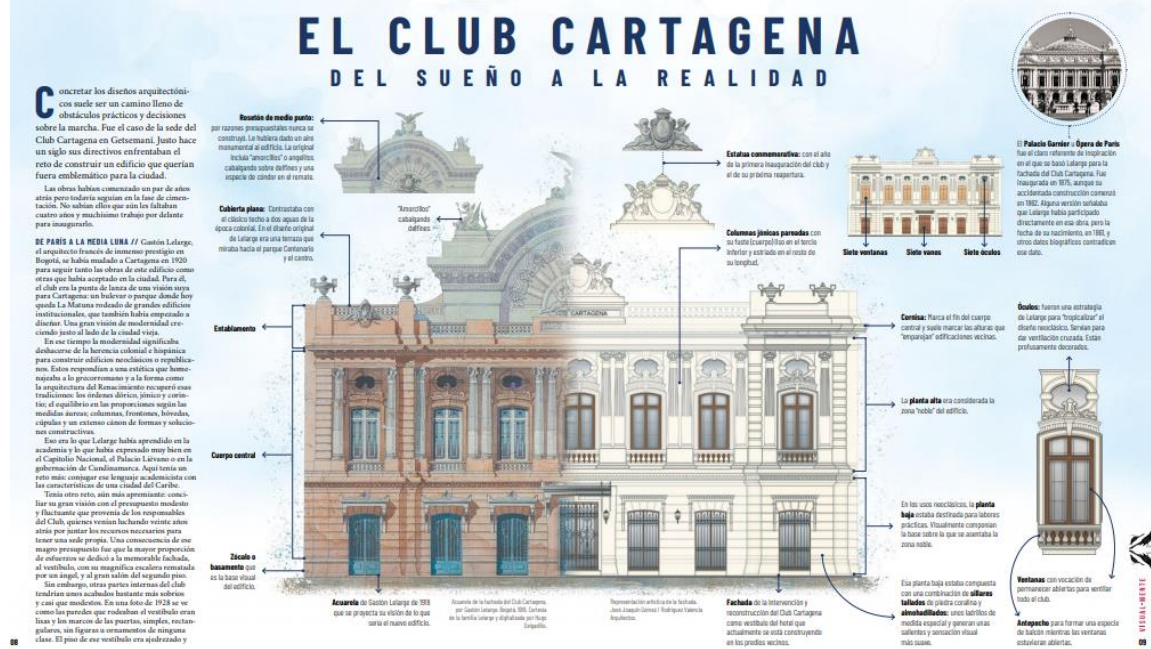 EL CLUB CARTAGENA
DEL SUEÑO A LA REALIDAD
Concretar los diseños arquitectóni-
cos suele ser un camino lleno de
obstáculos prácticos y decisiones
sobre la marcha. Fue el caso de la sede del
Club Cartagena en Getsemaní. Justo hace
un siglo sus directivos enfrentaban el
reto de construir un edificio que querían
fuera emblemático para la ciudad.
Las obras habían comenzado un par de años
atrás pero todavía seguían en la fase de cimen-
tación. No sabían ellos que aún les faltaban
cuatro años y muchísimo trabajo por delante
para inaugurarlo.
DE PARÍS A LA MEDIA LUNA // Gastón Lelarge,
el arquitecto francés de inmenso prestigio en
Bogotá, se había mudado a Cartagena en 1920
para seguir tanto las obras de este edificio como
otras que había aceptado en la ciudad. Para él,
el club era la punta de lanza de una visión suya
para Cartagena: un bulevar o parque donde hoy
queda La Matuna rodeado de grandes edificios
institucionales, que también había empezado a
diseñar. Una gran visión de modernidad cre-
ciendo justo al lado de la ciudad vieja.
En ese tiempo la modernidad significaba
deshacerse de la herencia colonial e hispánica
para construir edificios neoclásicos o republica-
nos. Estos respondían a una estética que home-
najeaba a lo grecorromano y a la forma como
la arquitectura del Renacimiento recuperó esas
tradiciones: los órdenes dórico, jónico y corin-
tio; el equilibrio en las proporciones según las
medidas áureas; columnas, frontones, bóvedas,
cúpulas y un extenso cánon de formas y solucio-
nes constructivas.
Eso era lo que Lelarge había aprendido en la
academia y lo que había expresado muy bien en
el Capitolio Nacional, el Palacio Liévano o en la
gobernación de Cundinamarca. Aquí tenía un
reto más: conjugar ese lenguaje academicista con
las características de una ciudad del Caribe.
Tenía otro reto, aún más apremiante: conci-
liar su gran visión con el presupuesto modesto
y fluctuante que provenía de los responsables
del Club, quienes venían luchando veinte años
atrás por juntar los recursos necesarios para
tener una sede propia. Una consecuencia de ese
magro presupuesto fue que la mayor proporción
de esfuerzos se dedicó a la memorable fachada,
al vestíbulo, con su magnífica escalera rematada
por un ángel, y al gran salón del segundo piso.
Sin embargo, otras partes internas del club
tendrían unos acabados bastante más sobrios
y casi que modestos. En una foto de 1928 se ve
como las paredes que rodeaban el vestíbulo eran
lisas y los marcos de las puertas, simples, rectan-
gulares, sin figuras u ornamentos de ninguna
clase. El piso de ese vestíbulo era ajedrezado y
08
Rosetón de medio punto:
por razones presupuestales nunca se
construyó. Le hubiera dado un aire
monumental al edificio. La original
incluía "amorcillos" o angelitos
cabalgando sobre delfines y una
especie de cóndor en el remate.
Cubierta plana: Contrastaba con
el clásico techo a dos aguas de la
época colonial. En el diseño original
de Lelarge era una terraza que
miraba hacia el parque Centenario
y el centro.
"Amorcillos"
cabalgando
delfines
Entablamento
Cuerpo central
Zócalo o
basamento que
es la base visual
del edificio.
CARTAGENA
Estatua conmemorativa: con el año
de la primera inauguración del club y
el de su próxima reapertura.
Columnas jónicas pareadas con
su fuste (cuerpo) liso en el tercio
inferior y estriado en el resto de
su longitud.
Siete ventanas
Siete vanos
Siete óculos
El Palacio Garnier u Ópera de París
fue el claro referente de inspiración
en el que se basó Lelarge para la
fachada del Club Cartagena. Fue
inaugurada en 1875, aunque su
accidentada construcción comenzó
en 1862. Alguna versión señalaba
que Lelarge había participado
directamente en esa obra, pero la
fecha de su nacimiento, en 1861, y
otros datos biográficos contradicen
ese dato.
Cornisa: Marca el fin del cuerpo
central y suele marcar las alturas que
"emparejan" edificaciones vecinas.
Óculos: fueron una estrategia
de Lelarge para "tropicalizar" el
diseño neoclásico. Servían para
dar ventilación cruzada. Están
profusamente decorados.
La planta alta era considerada la
zona "noble" del edificio.
En los usos neoclásicos, la planta
baja estaba destinada para labores
prácticas. Visualmente componían
la base sobre la que se asentaba la
zona noble.
Esa planta baja estaba compuesta
con una combinación de sillares
tallados de piedra coralina y
almohadillados: unos ladrillos de
medida especial y generan unas
salientes y sensación visual
más suave.
Ventanas con vocación de
permanecer abiertas para ventilar
todo el club.
Antepecho para formar una especie
de balcón mientras las ventanas
estuvieran abiertas.
Acuarela de Gastón Lelarge de 1919
que se proyecta su visión de lo que
sería el nuevo edificio.
Acuarela de la fachada del Club Cartagena,
por Gastón Lelarge. Bogotá, 1919. Cortesía
de la familia Lelarge y digitalizada por Hugo
Delgadillo.
Representación artística de la fachada.
José Joaquín Gómez / Rodríguez Valencia
Arquitectos.
Fachada de la intervención y
reconstrucción del Club Cartagena
como vestíbulo del hotel que
actualmente se está construyendo
en los predios vecinos.
VISUAL-MENTE
09